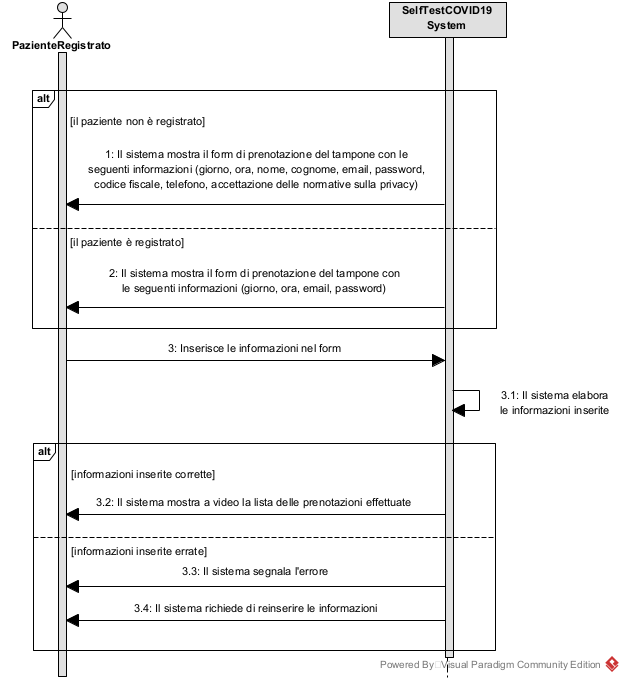 SelfTestCOVID19
System
PazienteRegistrato
alt
[il paziente non è registrato]
1: Il sistema mostra il form di prenotazione del tampone con le
seguenti informazioni (giorno, ora, nome, cognome, email, password,
codice fiscale, telefono, accettazione delle normative sulla privacy)
[il paziente è registrato]
2: Il sistema mostra il form di prenotazione del tampone con
le seguenti informazioni (giorno, ora, email, password)
3: Inserisce le informazioni nel form
3.1: Il sistema elabora
le informazioni inserite
alt
[informazioni inserite corrette]
3.2: Il sistema mostra a video la lista delle prenotazioni effettuate
[informazioni inserite errate]
3.3: Il sistema segnala l'errore
3.4: Il sistema richiede di reinserire le informazioni
Powered By Visual Paradigm Community Edition